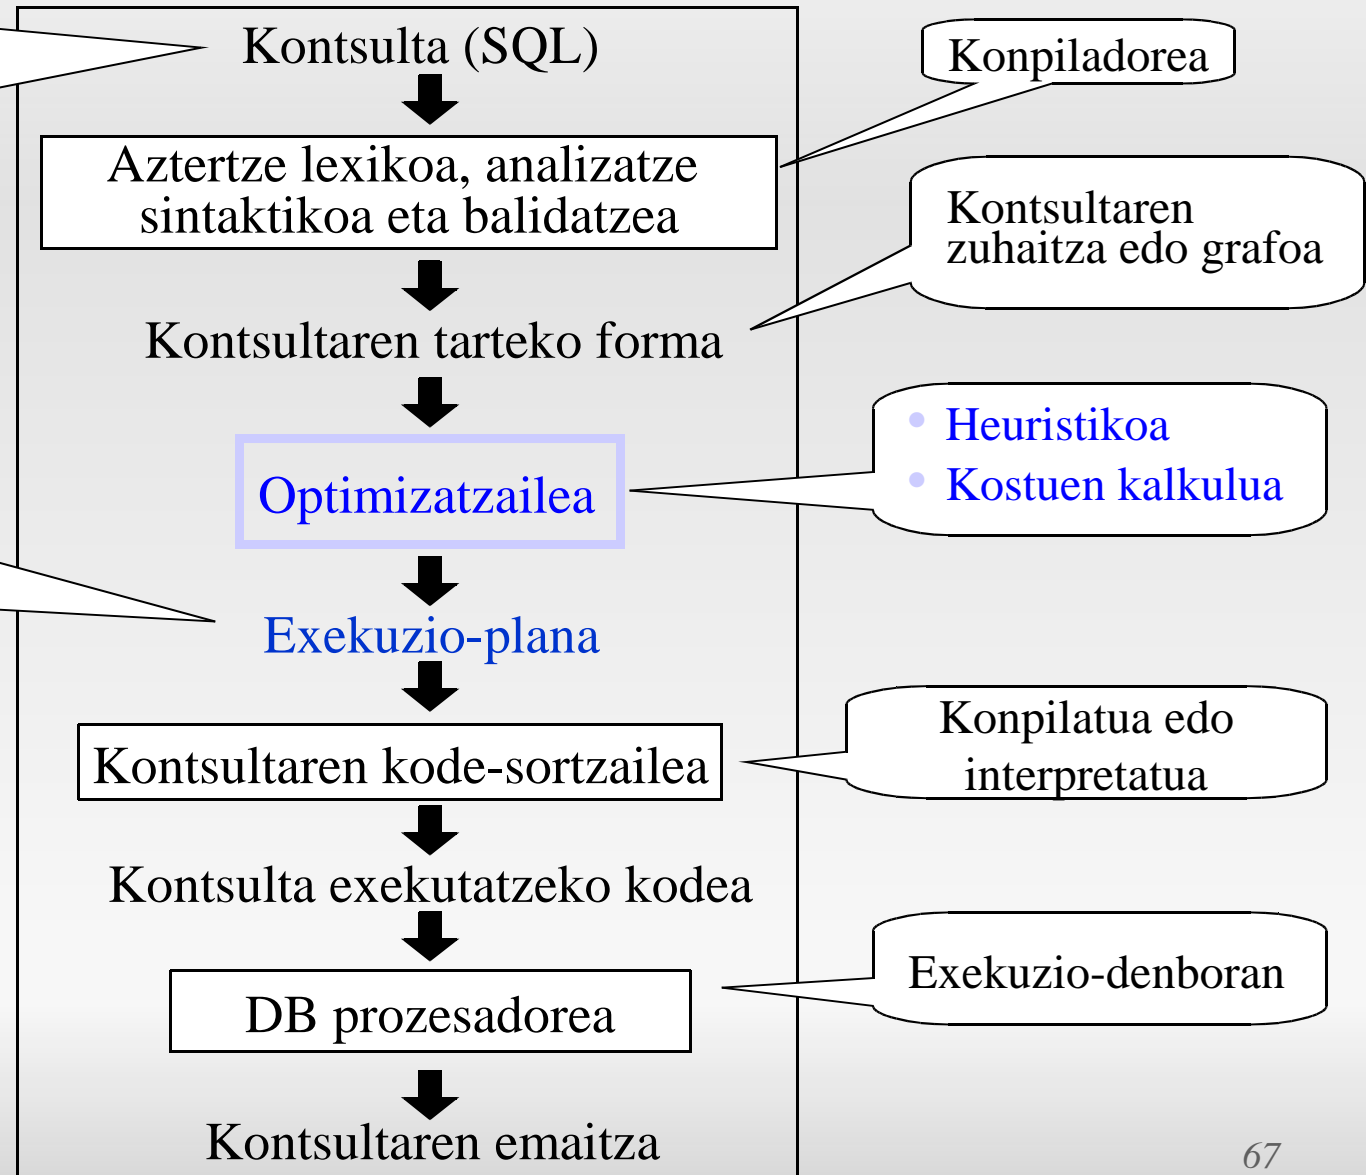 Kontsulta (SQL)
Konpiladorea
Aztertze lexikoa, analizatze
sintaktikoa eta balidatzea
Kontsultaren
zuhaitza edo grafoa
Kontsultaren tarteko forma
• Heuristikoa
• Kostuen kalkulua
Optimizatzailea
Exekuzio-plana
Konpilatua edo
interpretatua
Kontsultaren kode-sortzailea
Kontsulta exekutatzeko kodea
Exekuzio-denboran
DB prozesadorea
Kontsultaren emaitza
67